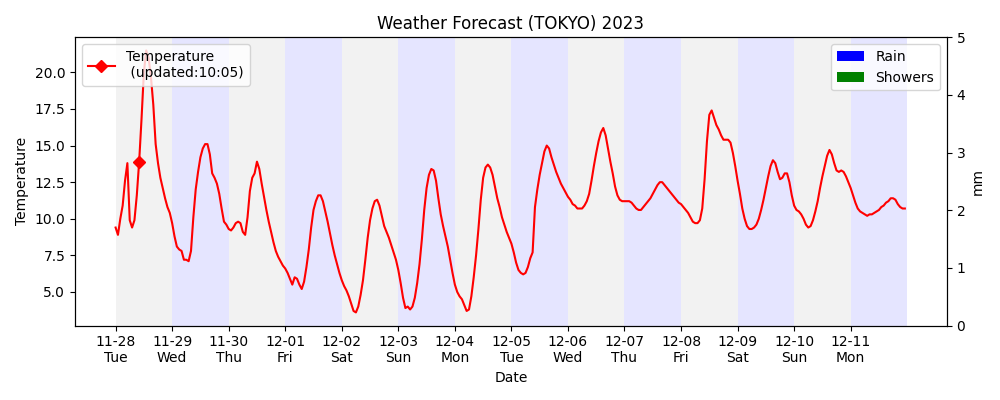 Weather Forecast (TOKYO) 2023
Temperature
(updated:10:05)
Rain
Showers
Temperature
20.0
17.5
15.0
12.5
10.0
7.5
5.0
5
4
3
2
1
0
mm
11-28 11-29 11-30 12-01 12-02 12-03 12-04 12-05 12-06 12-07 12-08 12-09 12-10 12-11
Tue Wed Thu Fri Sat Sun Mon Tue Wed Thu Fri Sat Sun Mon
Date